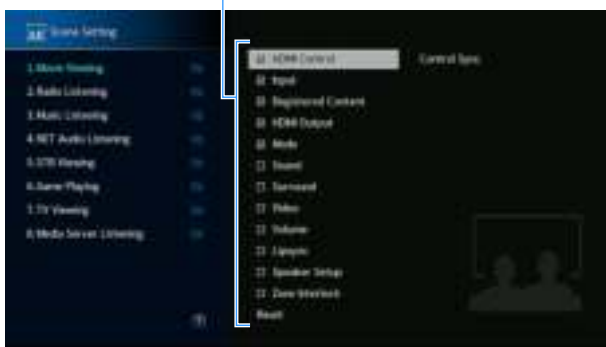 Scene Setting
1.Movie Viewing
2.Radio Listening
3.Music Listening
4.NET Audio Listening
5.STB Viewing
6.Game Playing
7.TV Viewing
8.Media Server Listening
HDMI Control
Control Sync
Input
Registered Content
HDMI Output
Mode
Sound
Surround
Video
Volume
Lipsync
Speaker Setup
Zone Interlock
Reset